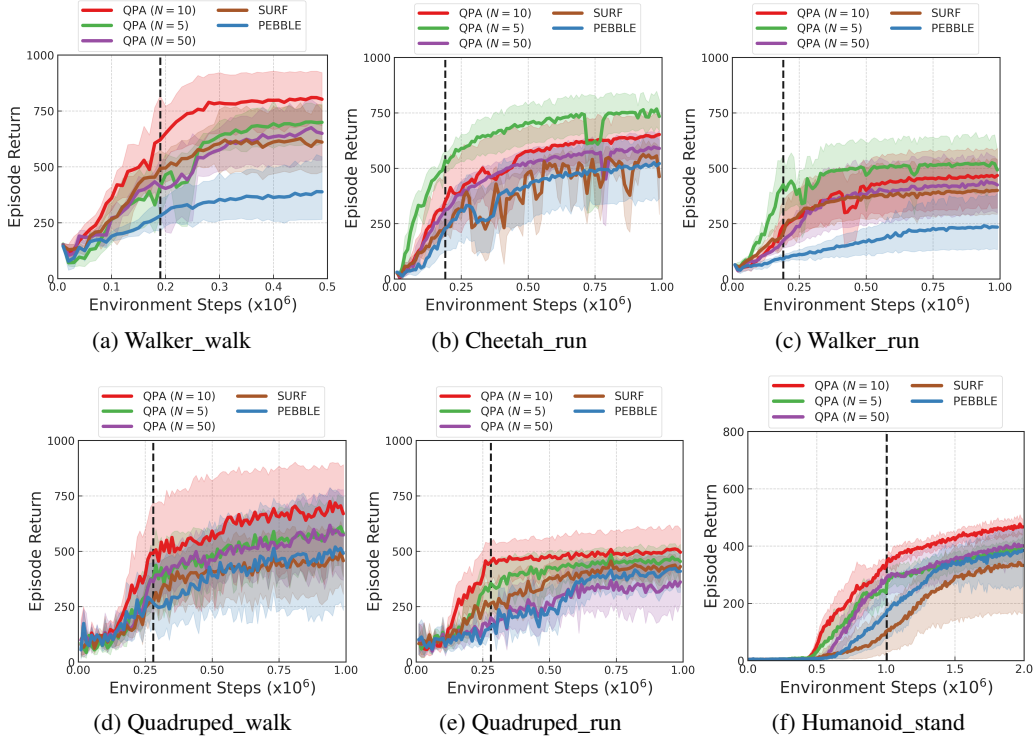 QPA (N = 10) SURF
QPA (N = 5) PEBBLE
QPA (N = 50)
1000
750
500
250
0
Episode Return
0.0 0.1 0.2 0.3 0.4 0.5
Environment Steps (x10^6)
(a) Walker_walk
QPA (N = 10) SURF
QPA (N = 5) PEBBLE
QPA (N = 50)
1000
750
500
250
0
Episode Return
0.00 0.25 0.50 0.75 1.00
Environment Steps (x10^6)
(b) Cheetah_run
QPA (N = 10) SURF
QPA (N = 5) PEBBLE
QPA (N = 50)
1000
750
500
250
0
Episode Return
0.00 0.25 0.50 0.75 1.00
Environment Steps (x10^6)
(c) Walker_run
QPA (N = 10) SURF
QPA (N = 5) PEBBLE
QPA (N = 50)
1000
750
500
250
0
Episode Return
0.00 0.25 0.50 0.75 1.00
Environment Steps (x10^6)
(d) Quadruped_walk
QPA (N = 10) SURF
QPA (N = 5) PEBBLE
QPA (N = 50)
1000
750
500
250
0
Episode Return
0.00 0.25 0.50 0.75 1.00
Environment Steps (x10^6)
(e) Quadruped_run
QPA (N = 10) SURF
QPA (N = 5) PEBBLE
QPA (N = 50)
800
600
400
200
0
Episode Return
0.0 0.5 1.0 1.5 2.0
Environment Steps (x10^6)
(f) Humanoid_stand